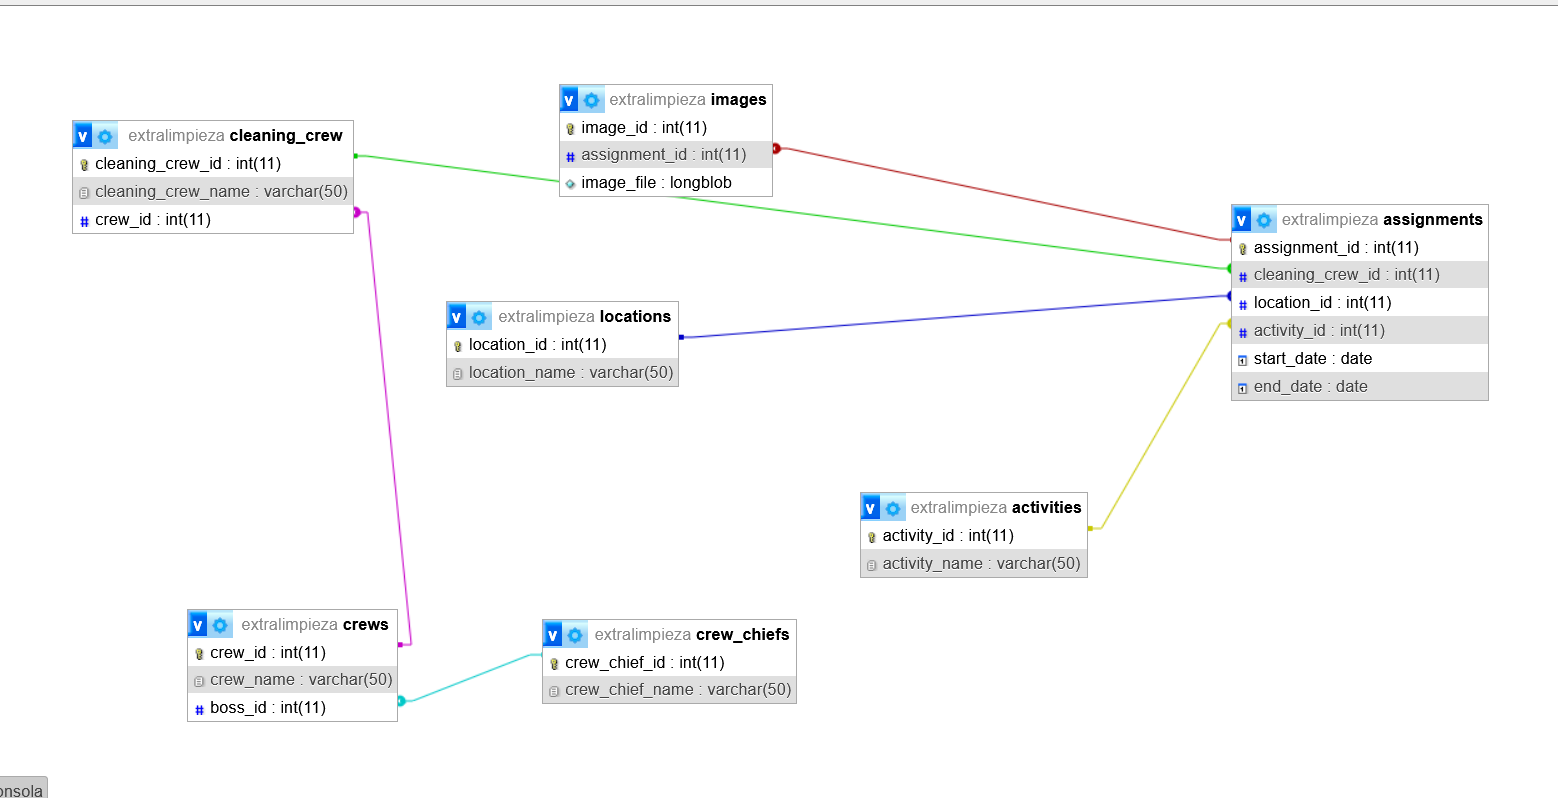 v extralimpieza cleaning_crew
cleaning_crew_id : int(11)
cleaning_crew_name : varchar(50)
# crew_id : int(11)
v extralimpieza images
image_id : int(11)
# assignment_id : int(11)
image_file : longblob
v extralimpieza assignments
assignment_id : int(11)
# cleaning_crew_id : int(11)
# location_id : int(11)
# activity_id : int(11)
start_date : date
end_date : date
v extralimpieza locations
location_id : int(11)
location_name : varchar(50)
v extralimpieza activities
activity_id : int(11)
activity_name : varchar(50)
v extralimpieza crews
crew_id : int(11)
crew_name : varchar(50)
# boss_id : int(11)
v extralimpieza crew_chiefs
crew_chief_id : int(11)
crew_chief_name : varchar(50)
onsola